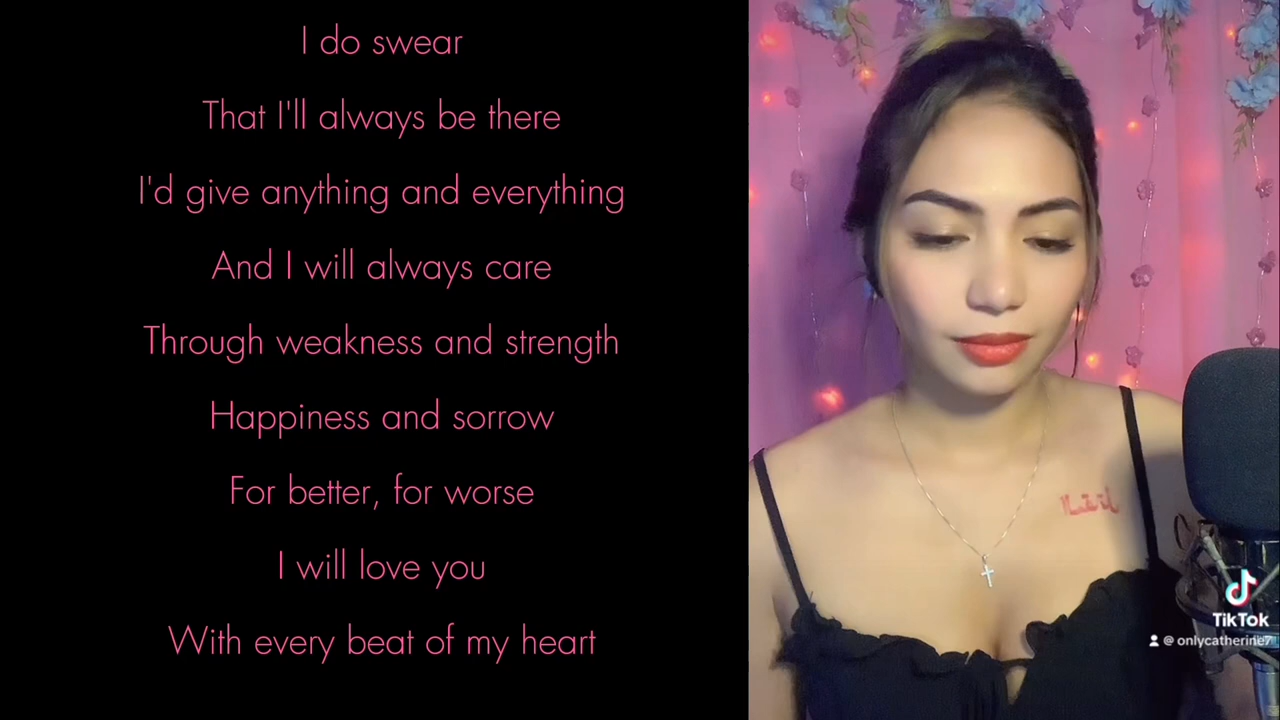 I do swear
That I'll always be there
I'd give anything and everything
And I will always care
Through weakness and strength
Happiness and sorrow
For better, for worse
I will love you
With every beat of my heart
TikTok
@ onlycatherine7